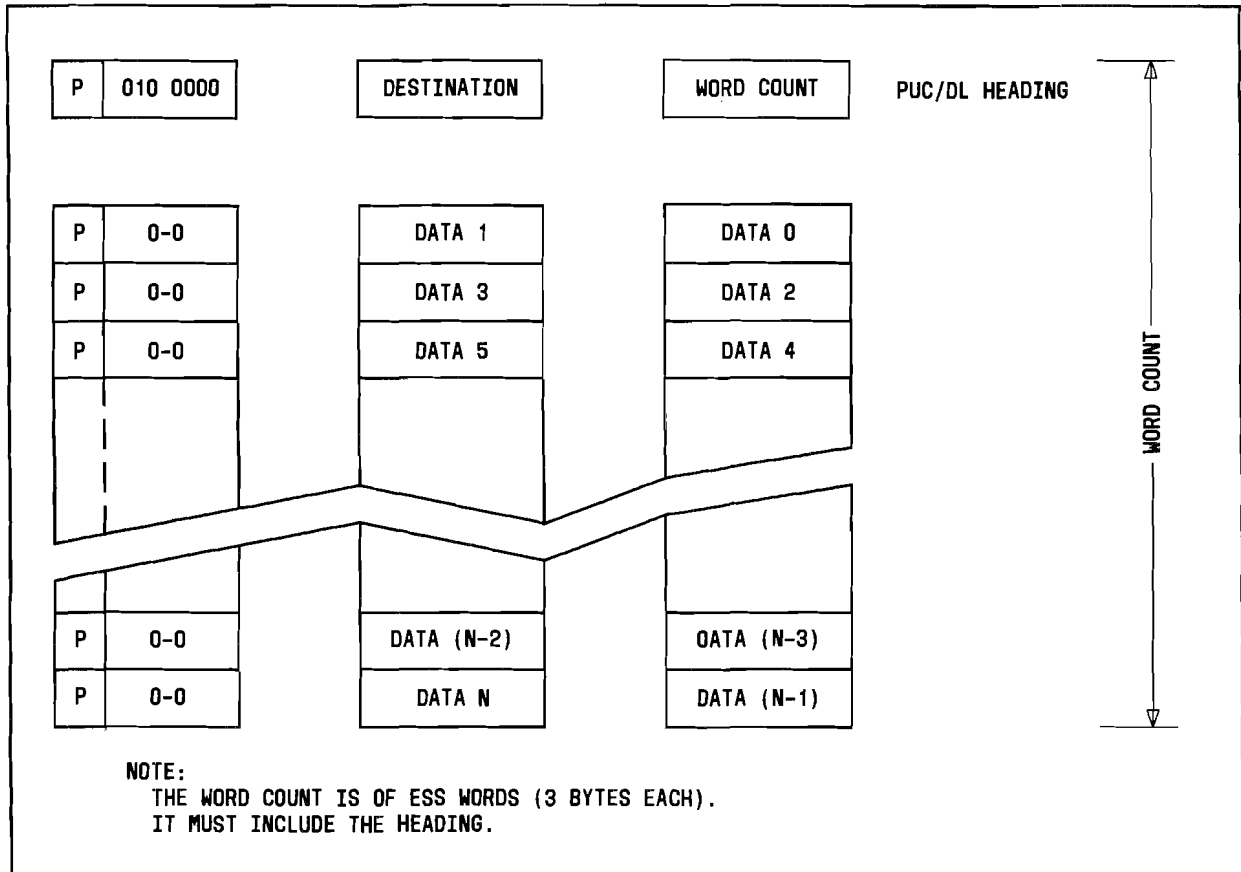 P 010 0000 DESTINATION WORD COUNT PUC/DL HEADING
P 0-0 DATA 1 DATA 0
P 0-0 DATA 3 DATA 2
P 0-0 DATA 5 DATA 4
WORD COUNT
P 0-0 DATA (N-2) OATA (N-3)
P 0-0 DATA N DATA (N-1)
NOTE:
THE WORD COUNT IS OF ESS WORDS (3 BYTES EACH).
IT MUST INCLUDE THE HEADING.